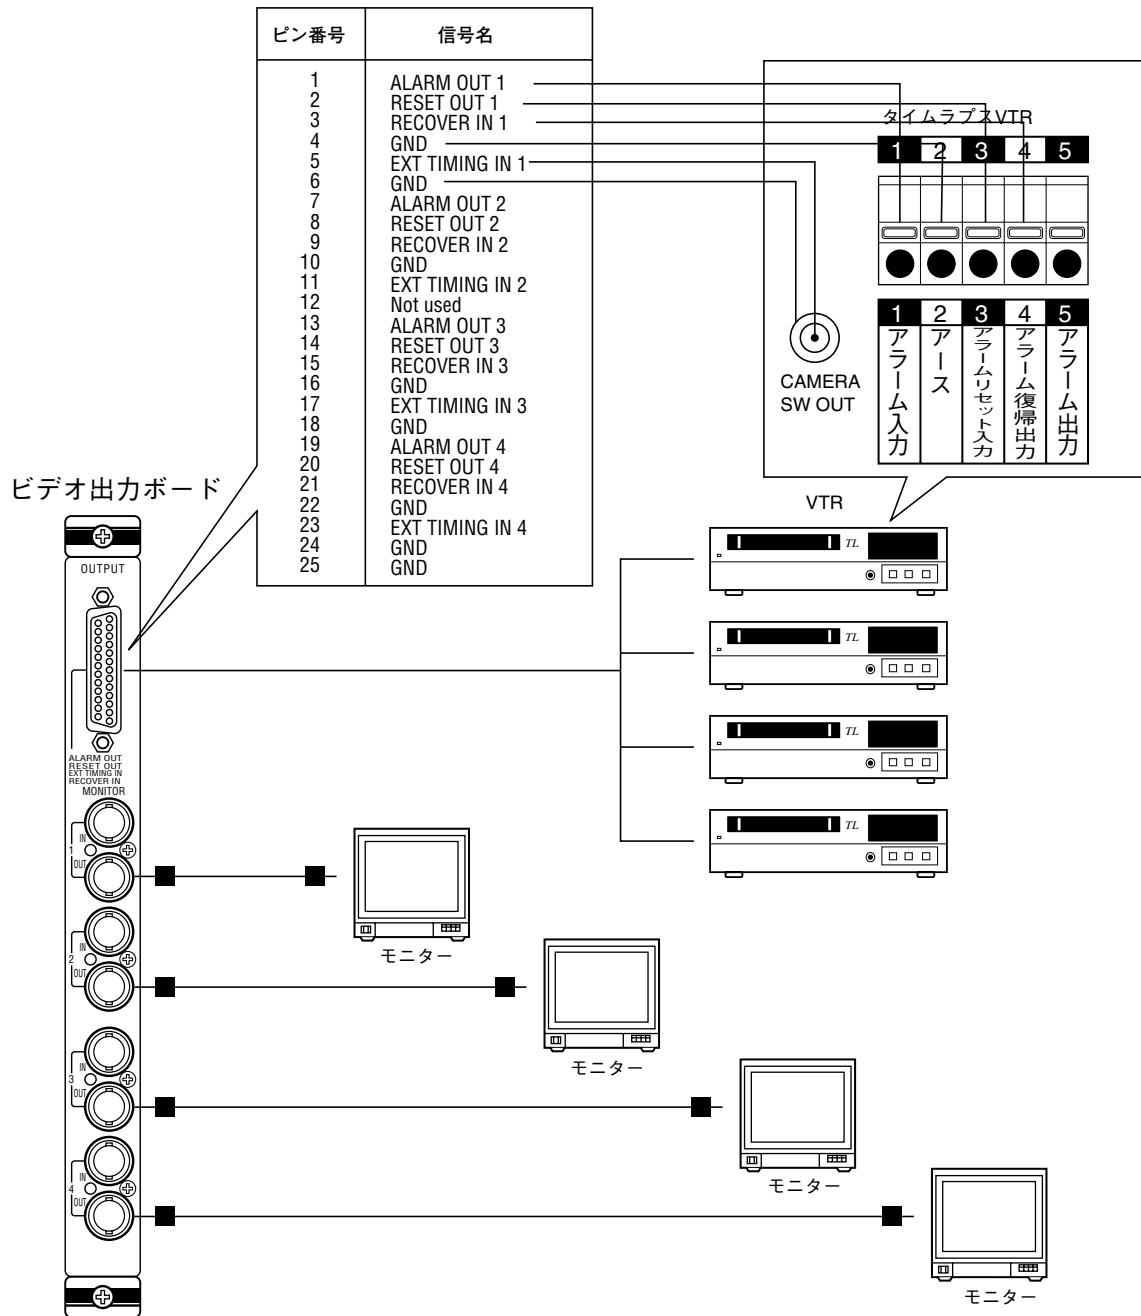 ピン番号 信号名
1 ALARM OUT 1
2 RESET OUT 1
3 RECOVER IN 1
4 GND
5 EXT TIMING IN 1
6 GND
7 ALARM OUT 2
8 RESET OUT 2
9 RECOVER IN 2
10 GND
11 EXT TIMING IN 2
12 Not used
13 ALARM OUT 3
14 RESET OUT 3
15 RECOVER IN 3
16 GND
17 EXT TIMING IN 3
18 GND
19 ALARM OUT 4
20 RESET OUT 4
21 RECOVER IN 4
22 GND
23 EXT TIMING IN 4
24 GND
25 GND
タイムラプスVTR
1 2 3 4 5
1 2 3 4 5
アラーム入力
アース
アラームリセット入力
アラーム復帰出力
アラーム出力
CAMERA
SW OUT
VTR
TL
TL
TL
TL
ビデオ出力ボード
OUTPUT
ALARM OUT
RESET OUT
EXT TIMING IN
RECOVER IN
MONITOR
IN
1
OUT
IN
2
OUT
IN
3
OUT
IN
4
OUT
モニター
モニター
モニター
モニター